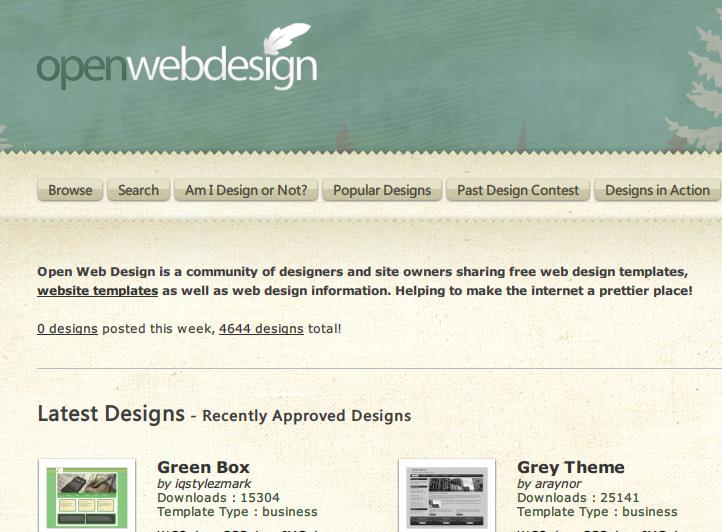 openwebdesign
Browse Search Am I Design or Not? Popular Designs Past Design Contest Designs in Action
Open Web Design is a community of designers and site owners sharing free web design templates,
website templates as well as web design information. Helping to make the internet a prettier place!
0 designs posted this week, 4644 designs total!
Latest Designs - Recently Approved Designs
Green Box
by iqstylezmark
Downloads : 15304
Template Type : business
Grey Theme
by araynor
Downloads : 25141
Template Type : business